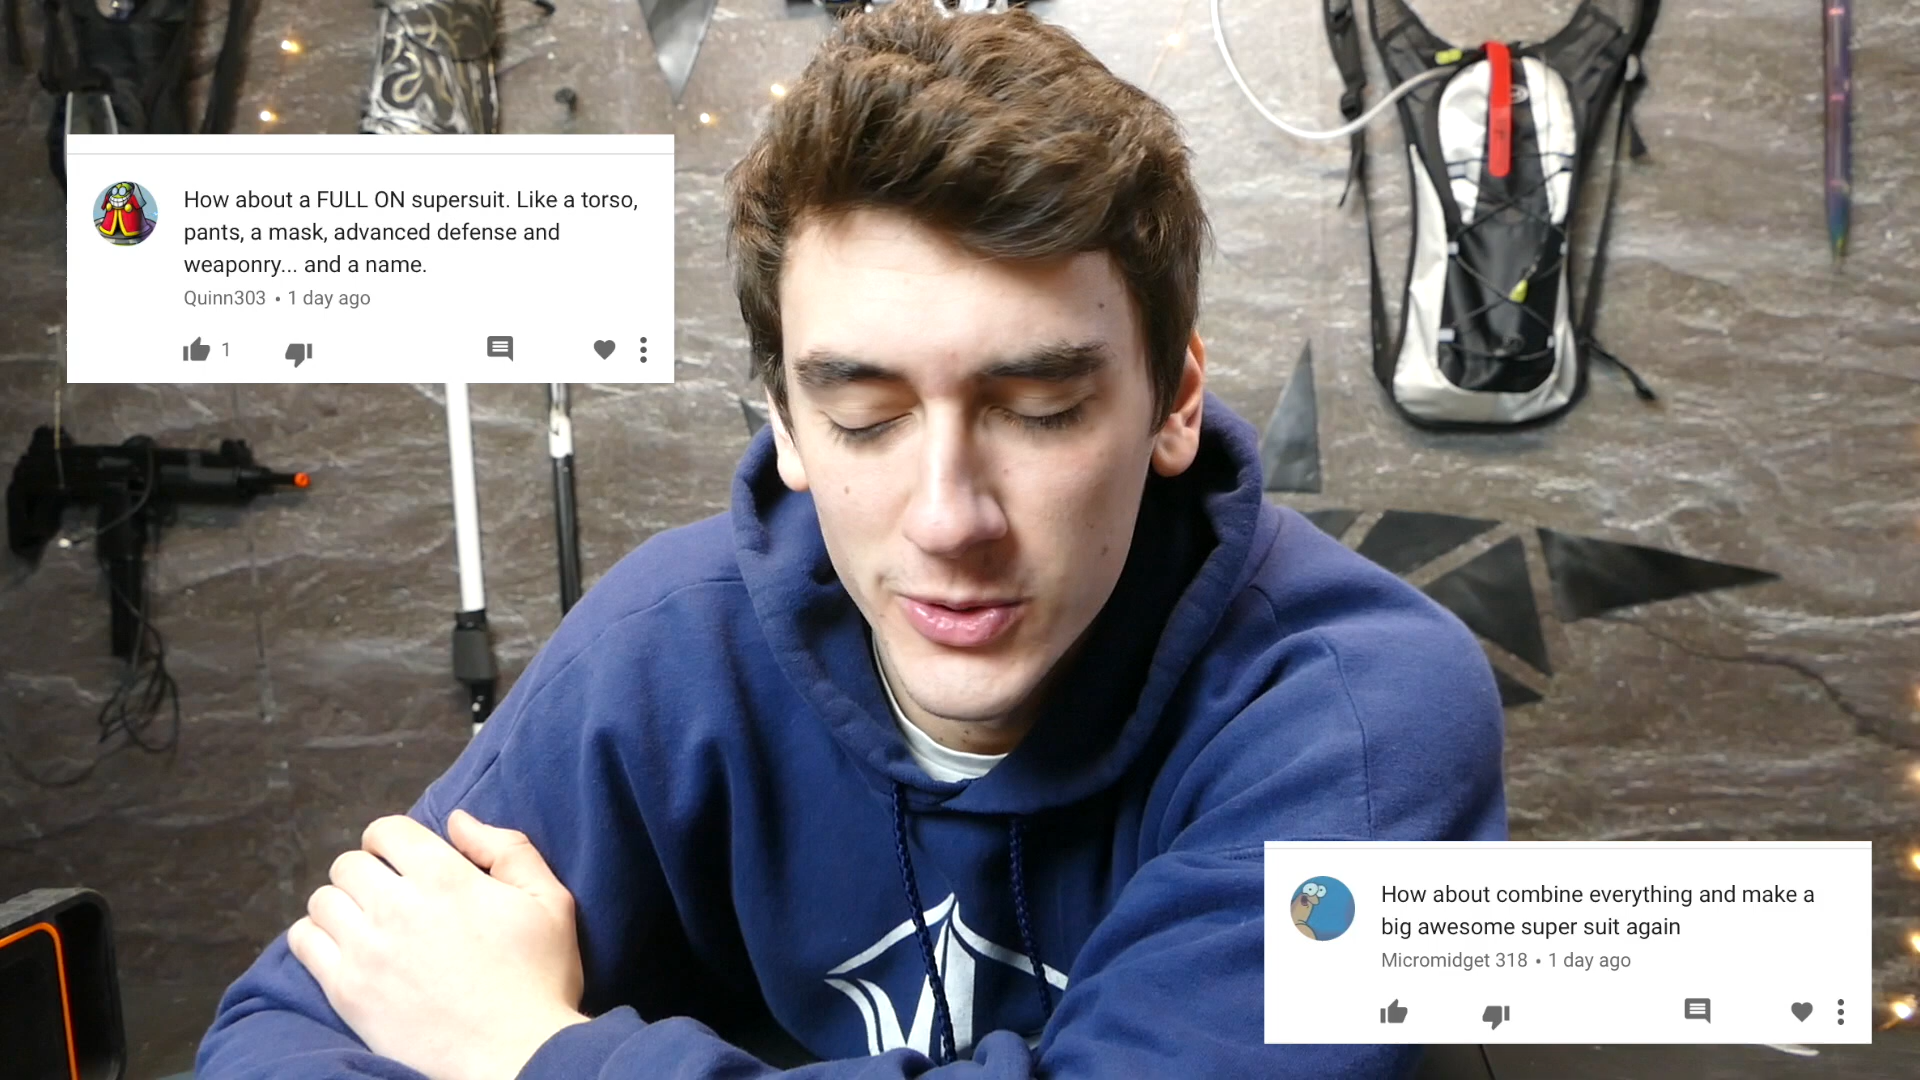 How about a FULL ON supersuit. Like a torso,
pants, a mask, advanced defense and
weaponry... and a name.
Quinn303 • 1 day ago
1
How about combine everything and make a
big awesome super suit again
Micromidget 318 • 1 day ago